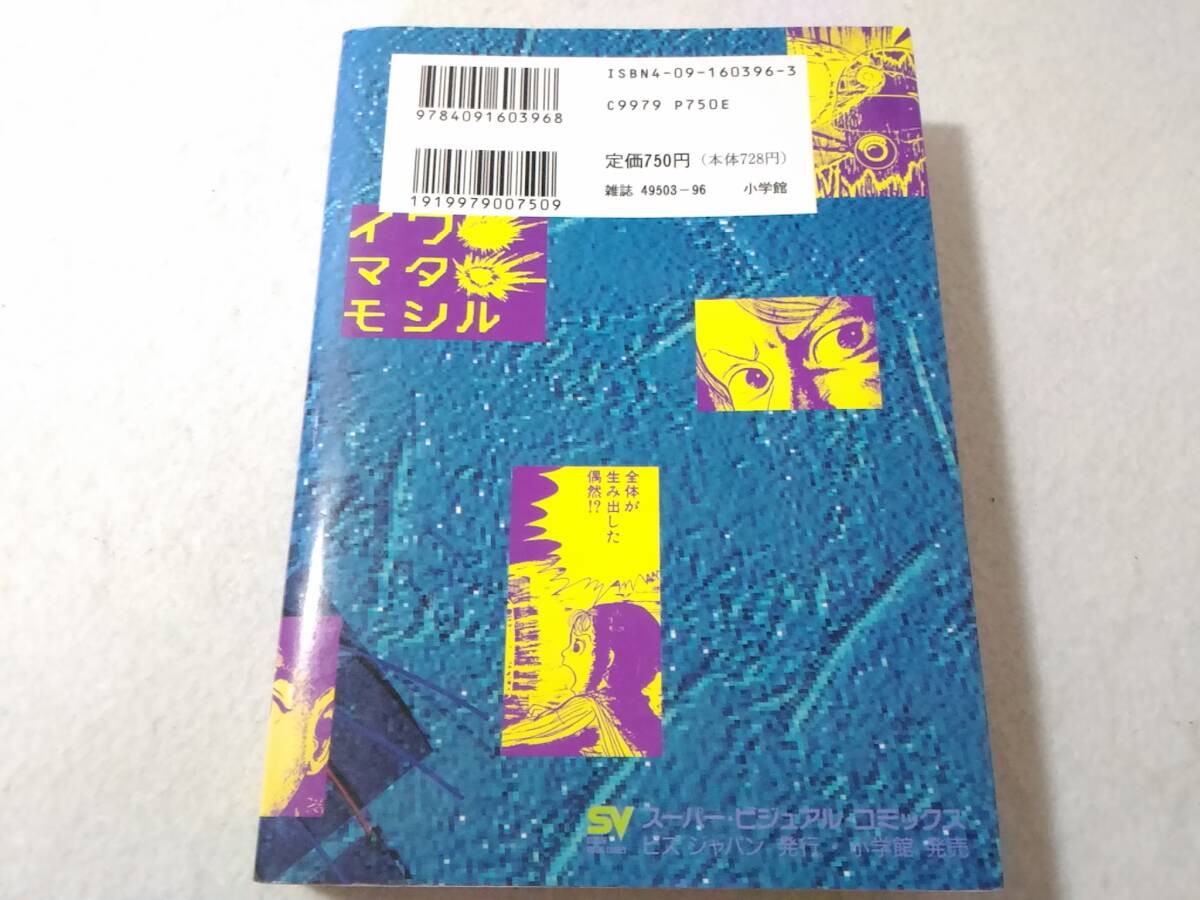 ISBN4-09-160396-3
9784091603968
C9979 P750E
定価750円(本体728円)
1919979007509
雑誌 49503-96 小学館
イワ
マタ
モシル
全体が
生み出した
偶然!?
SV スーパー・ビジュアル・コミックス
ビズ ジャパン 発行・小学館 発売